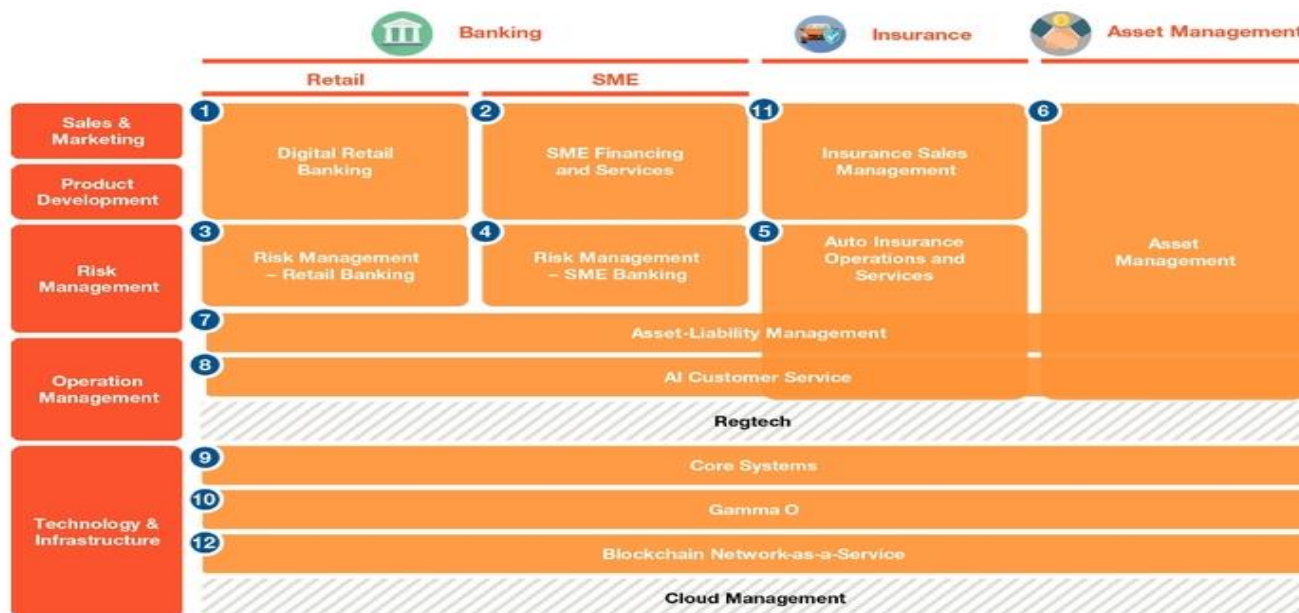 Banking
Insurance
Asset Management
Retail
SME
Sales &
Marketing
1
Digital Retail
Banking
2
SME Financing
and Services
11
Insurance Sales
Management
6
Asset
Management
Product
Development
Risk
Management
3
Risk Management
– Retail Banking
4
Risk Management
– SME Banking
5
Auto Insurance
Operations and
Services
7
Asset-Liability Management
Operation
Management
8
AI Customer Service
Regtech
Technology &
Infrastructure
9
Core Systems
10
Gamma O
12
Blockchain Network-as-a-Service
Cloud Management